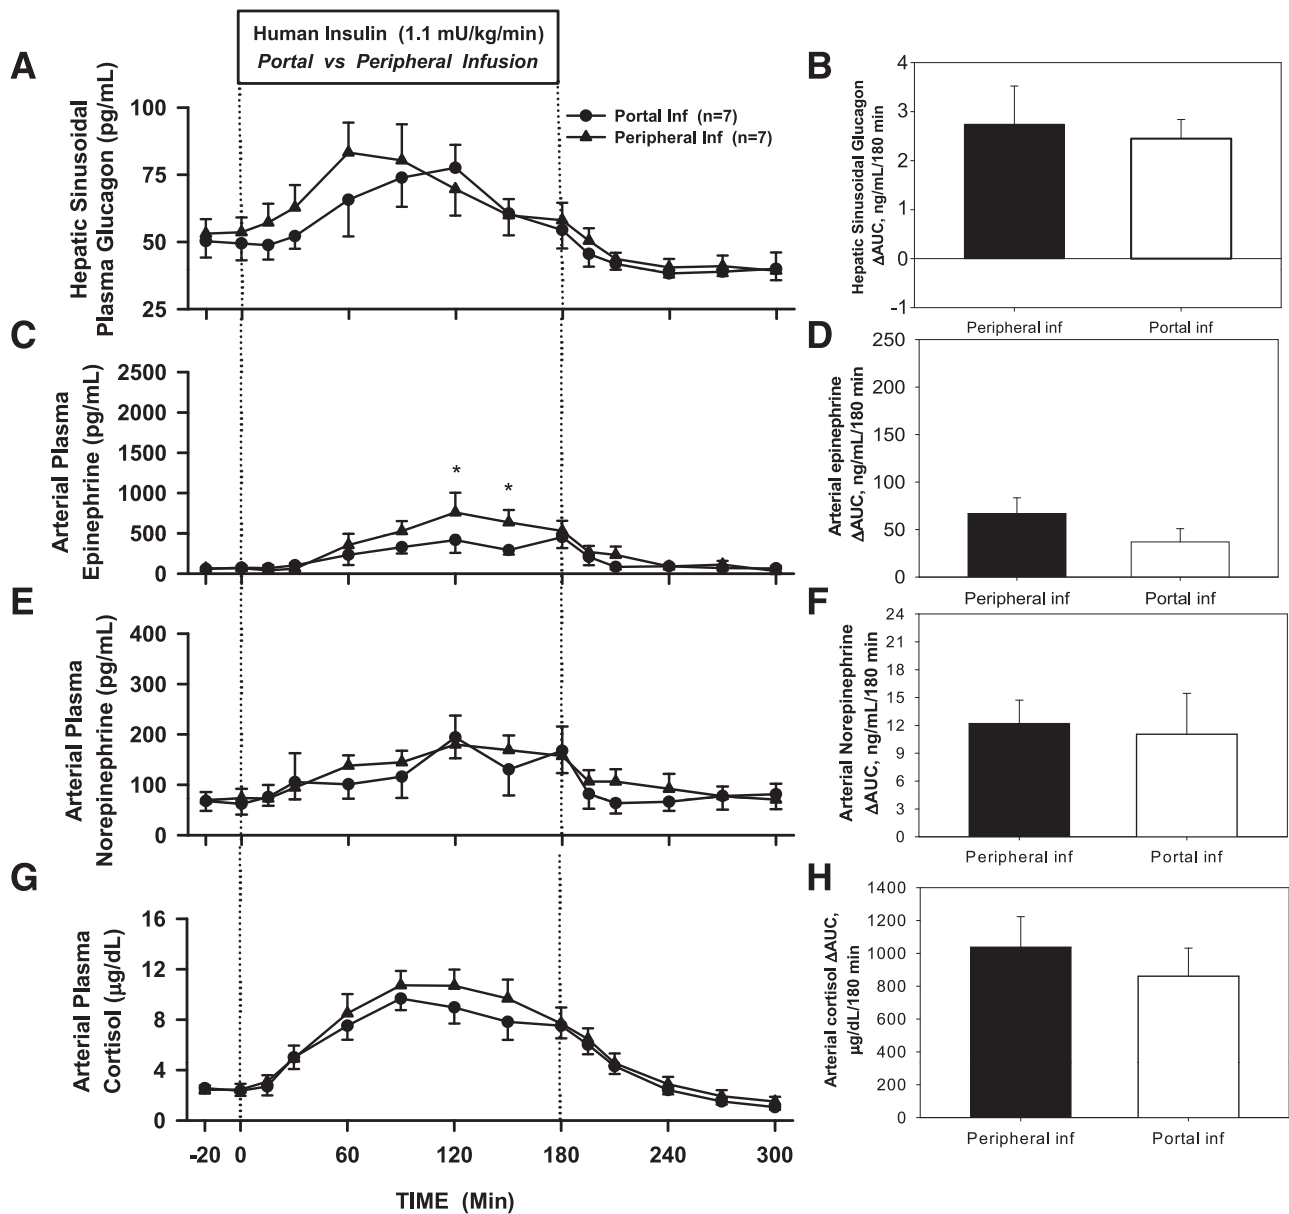 Human Insulin (1.1 mU/kg/min)
Portal vs Peripheral Infusion
A
Hepatic Sinusoidal
Plasma Glucagon (pg/mL)
100
75
50
25
Portal Inf (n=7)
Peripheral Inf (n=7)
B
Hepatic Sinusoidal Glucagon
ΔAUC, ng/mL/180 min
4
3
2
1
0
-1
Peripheral inf
Portal inf
C
Arterial Plasma
Epinephrine (pg/mL)
2500
2000
1500
1000
500
0
*
*
D
Arterial epinephrine
ΔAUC, ng/mL/180 min
250
200
150
100
50
0
Peripheral inf
Portal inf
E
Arterial Plasma
Norepinephrine (pg/mL)
400
300
200
100
0
F
Arterial Norepinephrine
ΔAUC, ng/mL/180 min
24
21
18
15
12
9
6
3
0
Peripheral inf
Portal inf
G
Arterial Plasma
Cortisol (μg/dL)
16
12
8
4
0
-20 0 60 120 180 240 300
TIME (Min)
H
Arterial cortisol ΔAUC,
μg/dL/180 min
1400
1200
1000
800
600
400
200
0
Peripheral inf
Portal inf